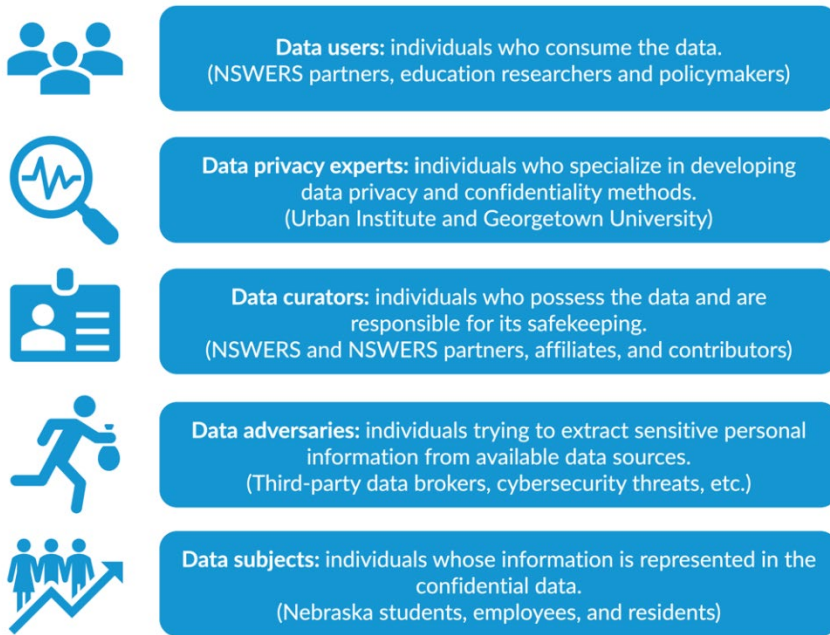 Data users: individuals who consume the data.
(NSWERS partners, education researchers and policymakers)
Data privacy experts: individuals who specialize in developing
data privacy and confidentiality methods.
(Urban Institute and Georgetown University)
Data curators: individuals who possess the data and are
responsible for its safekeeping.
(NSWERS and NSWERS partners, affiliates, and contributors)
Data adversaries: individuals trying to extract sensitive personal
information from available data sources.
(Third-party data brokers, cybersecurity threats, etc.)
Data subjects: individuals whose information is represented in the
confidential data.
(Nebraska students, employees, and residents)